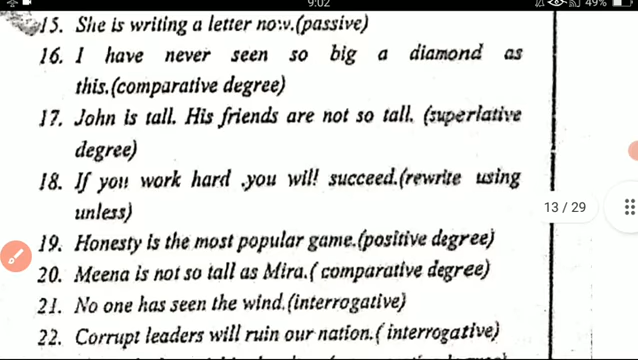 9:02
49%
15. She is writing a letter now.(passive)
16. I have never seen so big a diamond as
this.(comparative degree)
17. John is tall. His friends are not so tall. (superlative
degree)
18. If you work hard .you will succeed.(rewrite using
unless)
13 / 29
19. Honesty is the most popular game.(positive degree)
20. Meena is not so tall as Mira.( comparative degree)
21. No one has seen the wind.(interrogative)
22. Corrupt leaders will ruin our nation.( interrogative)